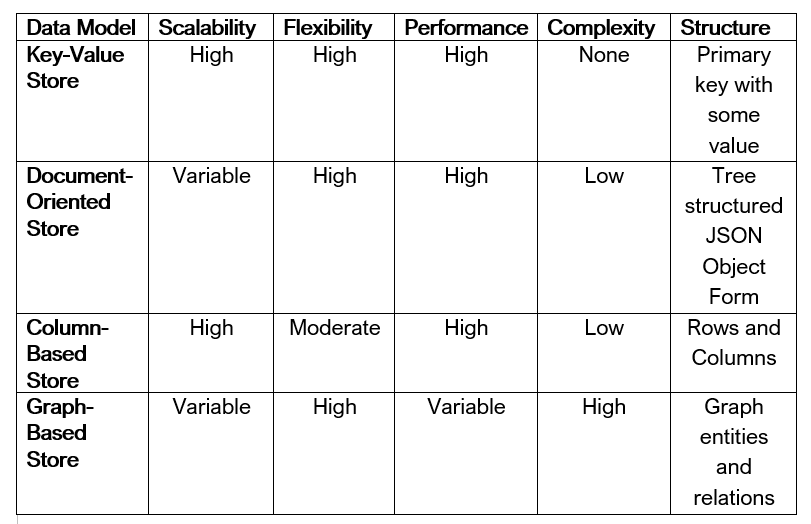 Data Model Scalability Flexibility Performance Complexity Structure
Key-Value High High High None Primary
Store key with
some
value
Document- Variable High High Low Tree
Oriented structured
Store JSON
Object
Form
Column- High Moderate High Low Rows and
Based Columns
Store
Graph- Variable High Variable High Graph
Based entities
Store and
relations